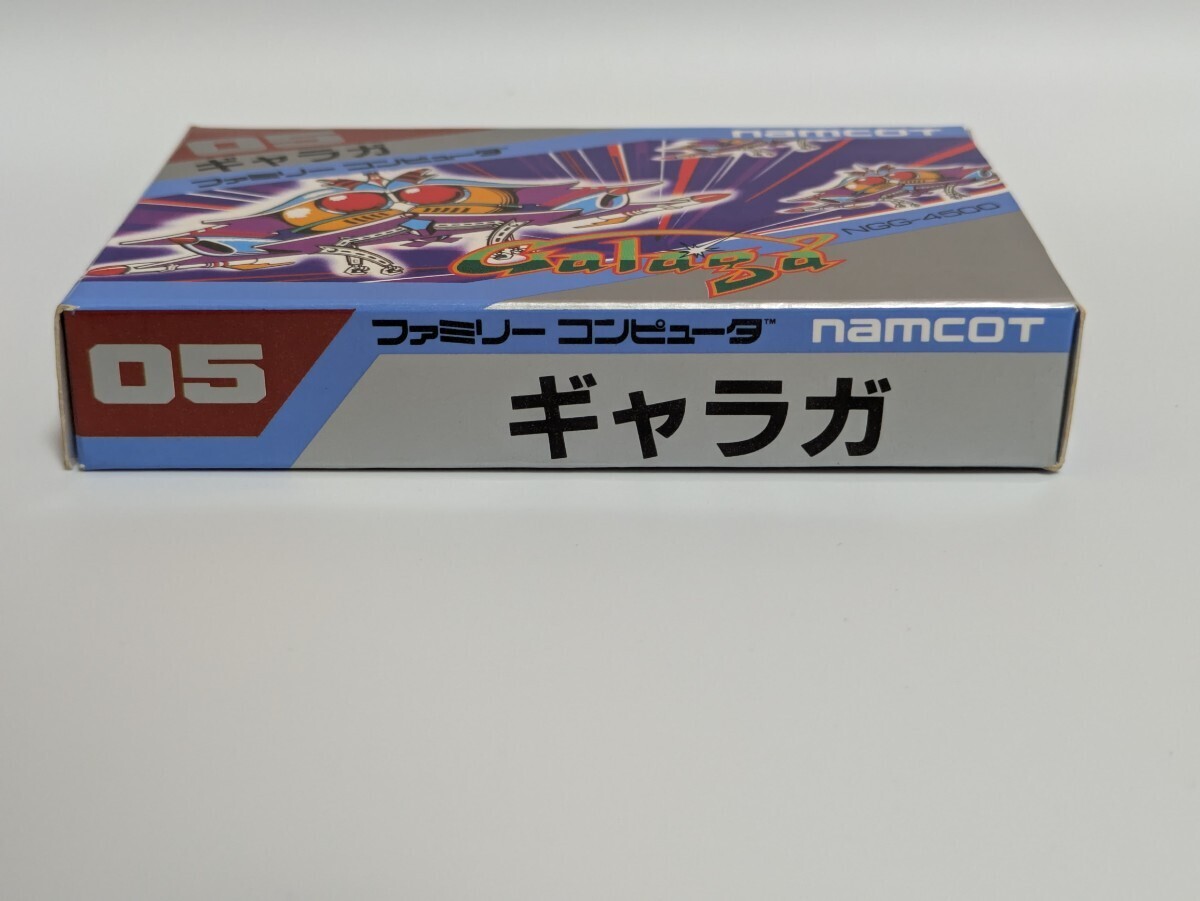 05
ギャラガ
ファミリー コンピュータ
namcot
Galaga
NGG-4500
05
ファミリー コンピュータ™
namcot
ギャラガ